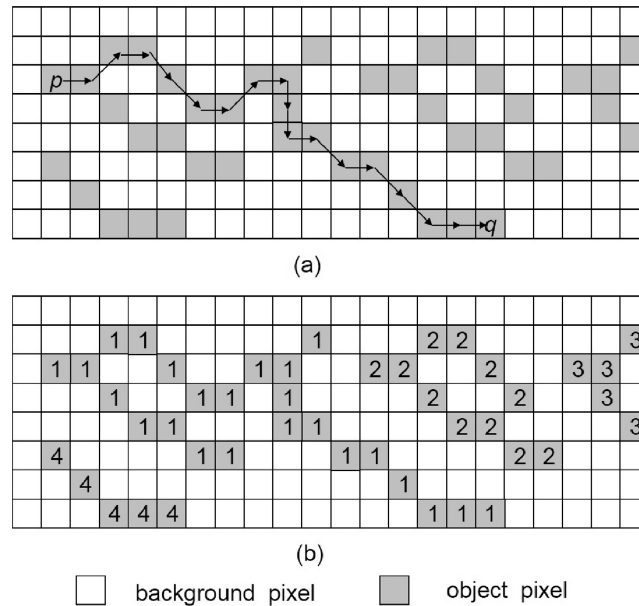 p
q
(a)
1 1 1 2 2 3
1 1 1 1 1 2 2 2 3 3
1 1 1 1 2 2 3
1 1 1 1 2 2 3
4 1 1 1 1 2 2
4 1
4 4 4 1 1 1
(b)
background pixel object pixel